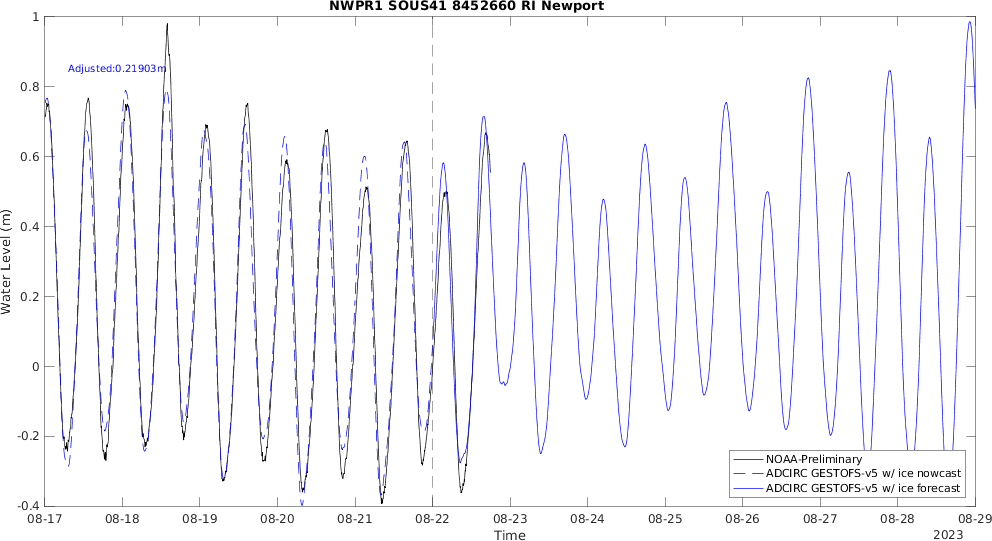 NWPR1 SOUS41 8452660 RI Newport
Adjusted:0.21903m
Water Level (m)
1
0.8
0.6
0.4
0.2
0
-0.2
-0.4
08-17 08-18 08-19 08-20 08-21 08-22 08-23 08-24 08-25 08-26 08-27 08-28 08-29
Time
2023
NOAA-Preliminary
ADCIRC GESTOFS-v5 w/ ice nowcast
ADCIRC GESTOFS-v5 w/ ice forecast